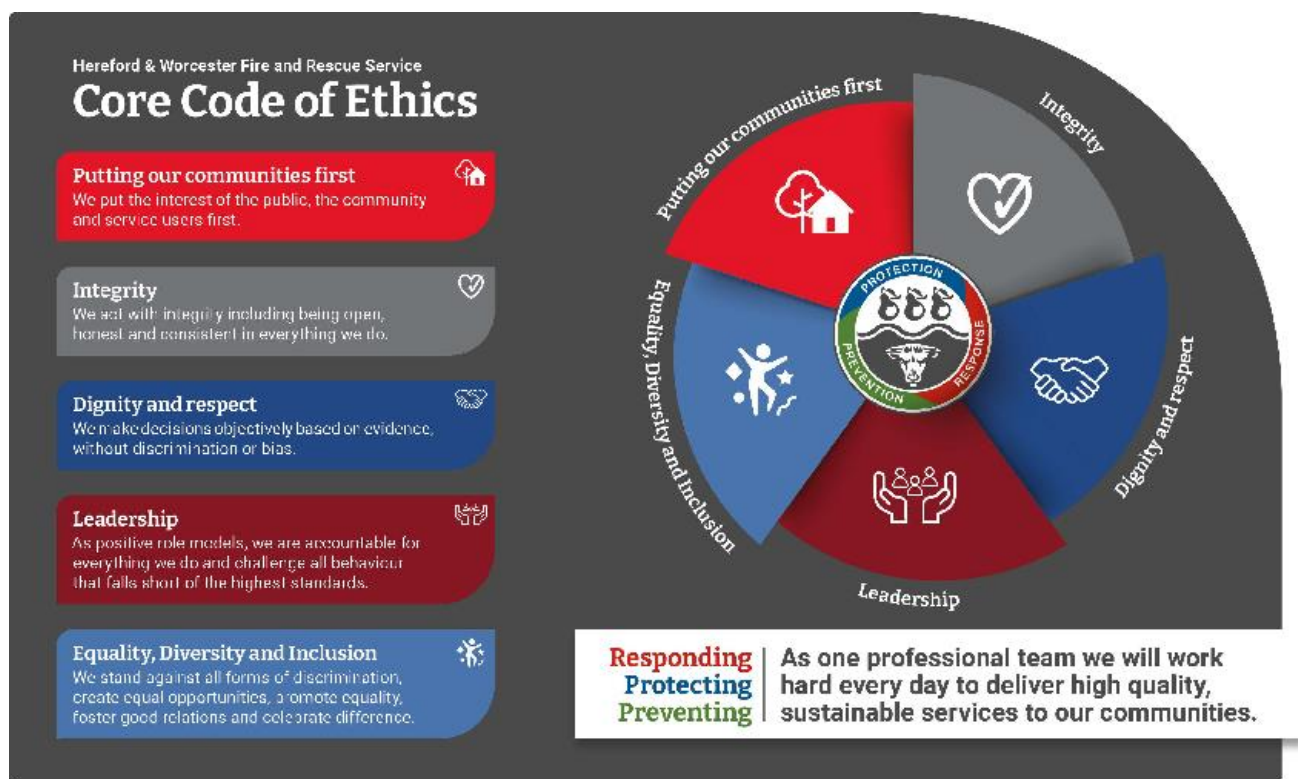 Hereford & Worcester Fire and Rescue Service
Core Code of Ethics
Putting our communities first
We put the interest of the public, the community
and service users first.
Integrity
We act with integrity including being open,
honest and consistent in everything we do.
Dignity and respect
We make decisions objectively based on evidence,
without discrimination or bias.
Leadership
As positive role models, we are accountable for
everything we do and challenge all behaviour
that falls short of the highest standards.
Equality, Diversity and Inclusion
We stand against all forms of discrimination,
create equal opportunities, promote equality,
foster good relations and celebrate difference.
Putting our communities first
Integrity
Dignity and respect
Leadership
Equality, Diversity and Inclusion
PROTECTION
RESPONSE
PREVENTION
Responding
Protecting
Preventing
As one professional team we will work
hard every day to deliver high quality,
sustainable services to our communities.